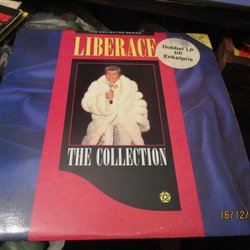 THE COLLECTOR SERIES
LIBERACE
Dubbel LP
till
Enkelpris
THE COLLECTION
16/12/